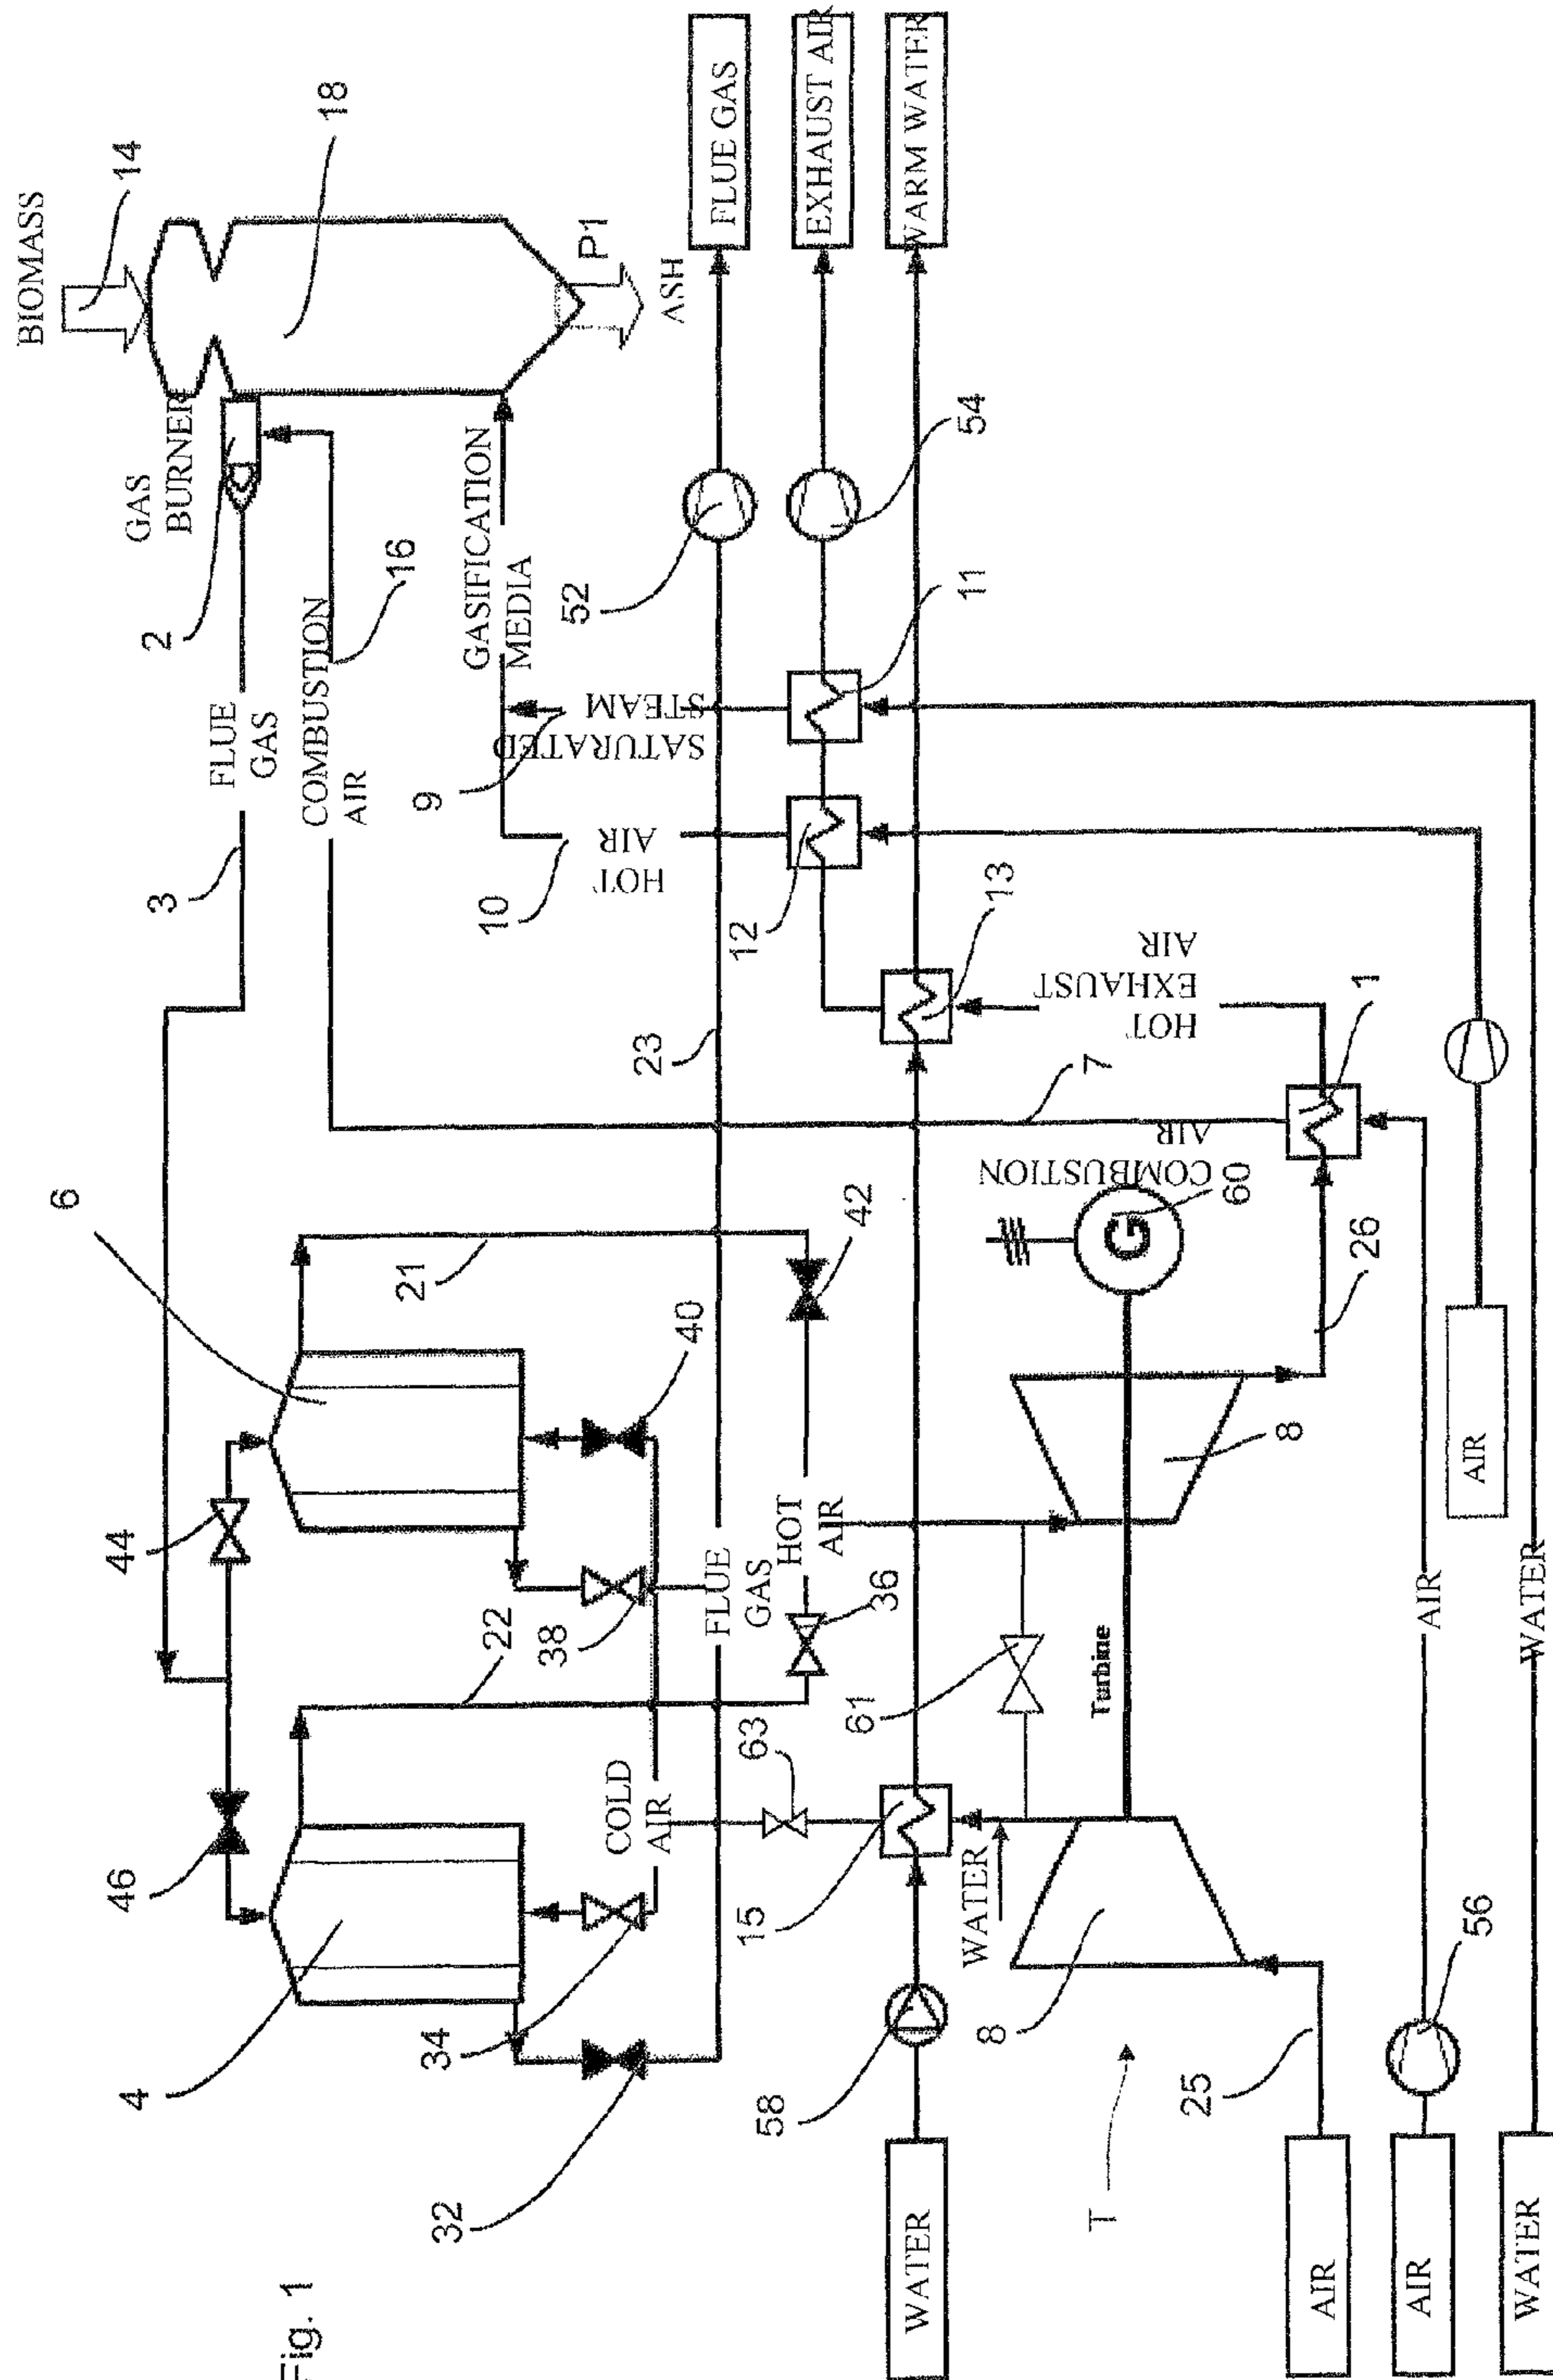 Fig. 1
BIOMASS
14
18
GAS
BURNER
2
FLUE
GAS
3
COMBUSTION
AIR
16
GASIFICATION
MEDIA
P1
ASH
6
44
46
4
21
22
42
40
38
36
34
32
COLD
AIR
FLUE
GAS
HOT
AIR
63
61
9
SATURATED
STEAM
10
HOT
AIR
12
11
13
23
52
54
FLUE GAS
EXHAUST AIR
WARM WATER
HOT
EXHAUST
AIR
7
1
COMBUSTION
AIR
60
G
26
8
Turbine
15
WATER
8
58
WATER
T
25
AIR
56
AIR
AIR
WATER
WATER
AIR